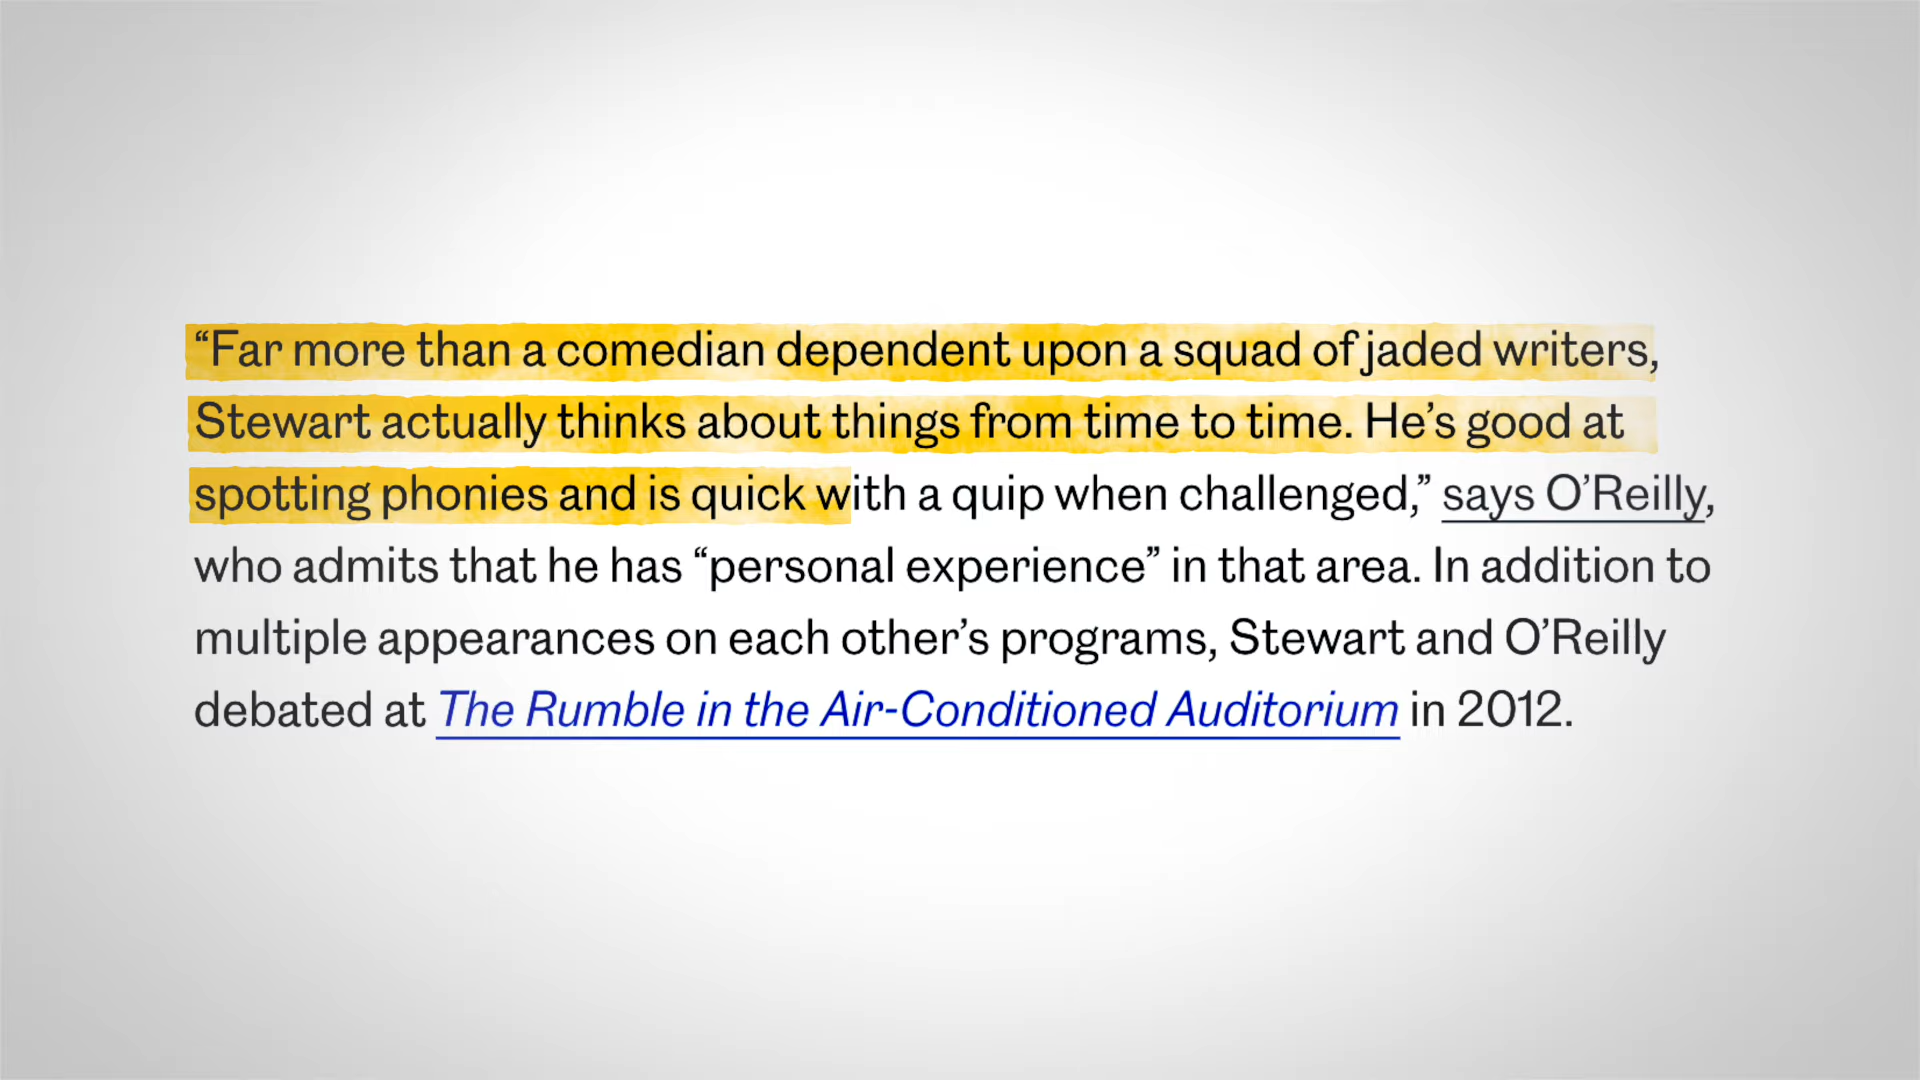 “Far more than a comedian dependent upon a squad of jaded writers,
Stewart actually thinks about things from time to time. He’s good at
spotting phonies and is quick with a quip when challenged,” says O’Reilly,
who admits that he has “personal experience” in that area. In addition to
multiple appearances on each other’s programs, Stewart and O’Reilly
debated at The Rumble in the Air-Conditioned Auditorium in 2012.